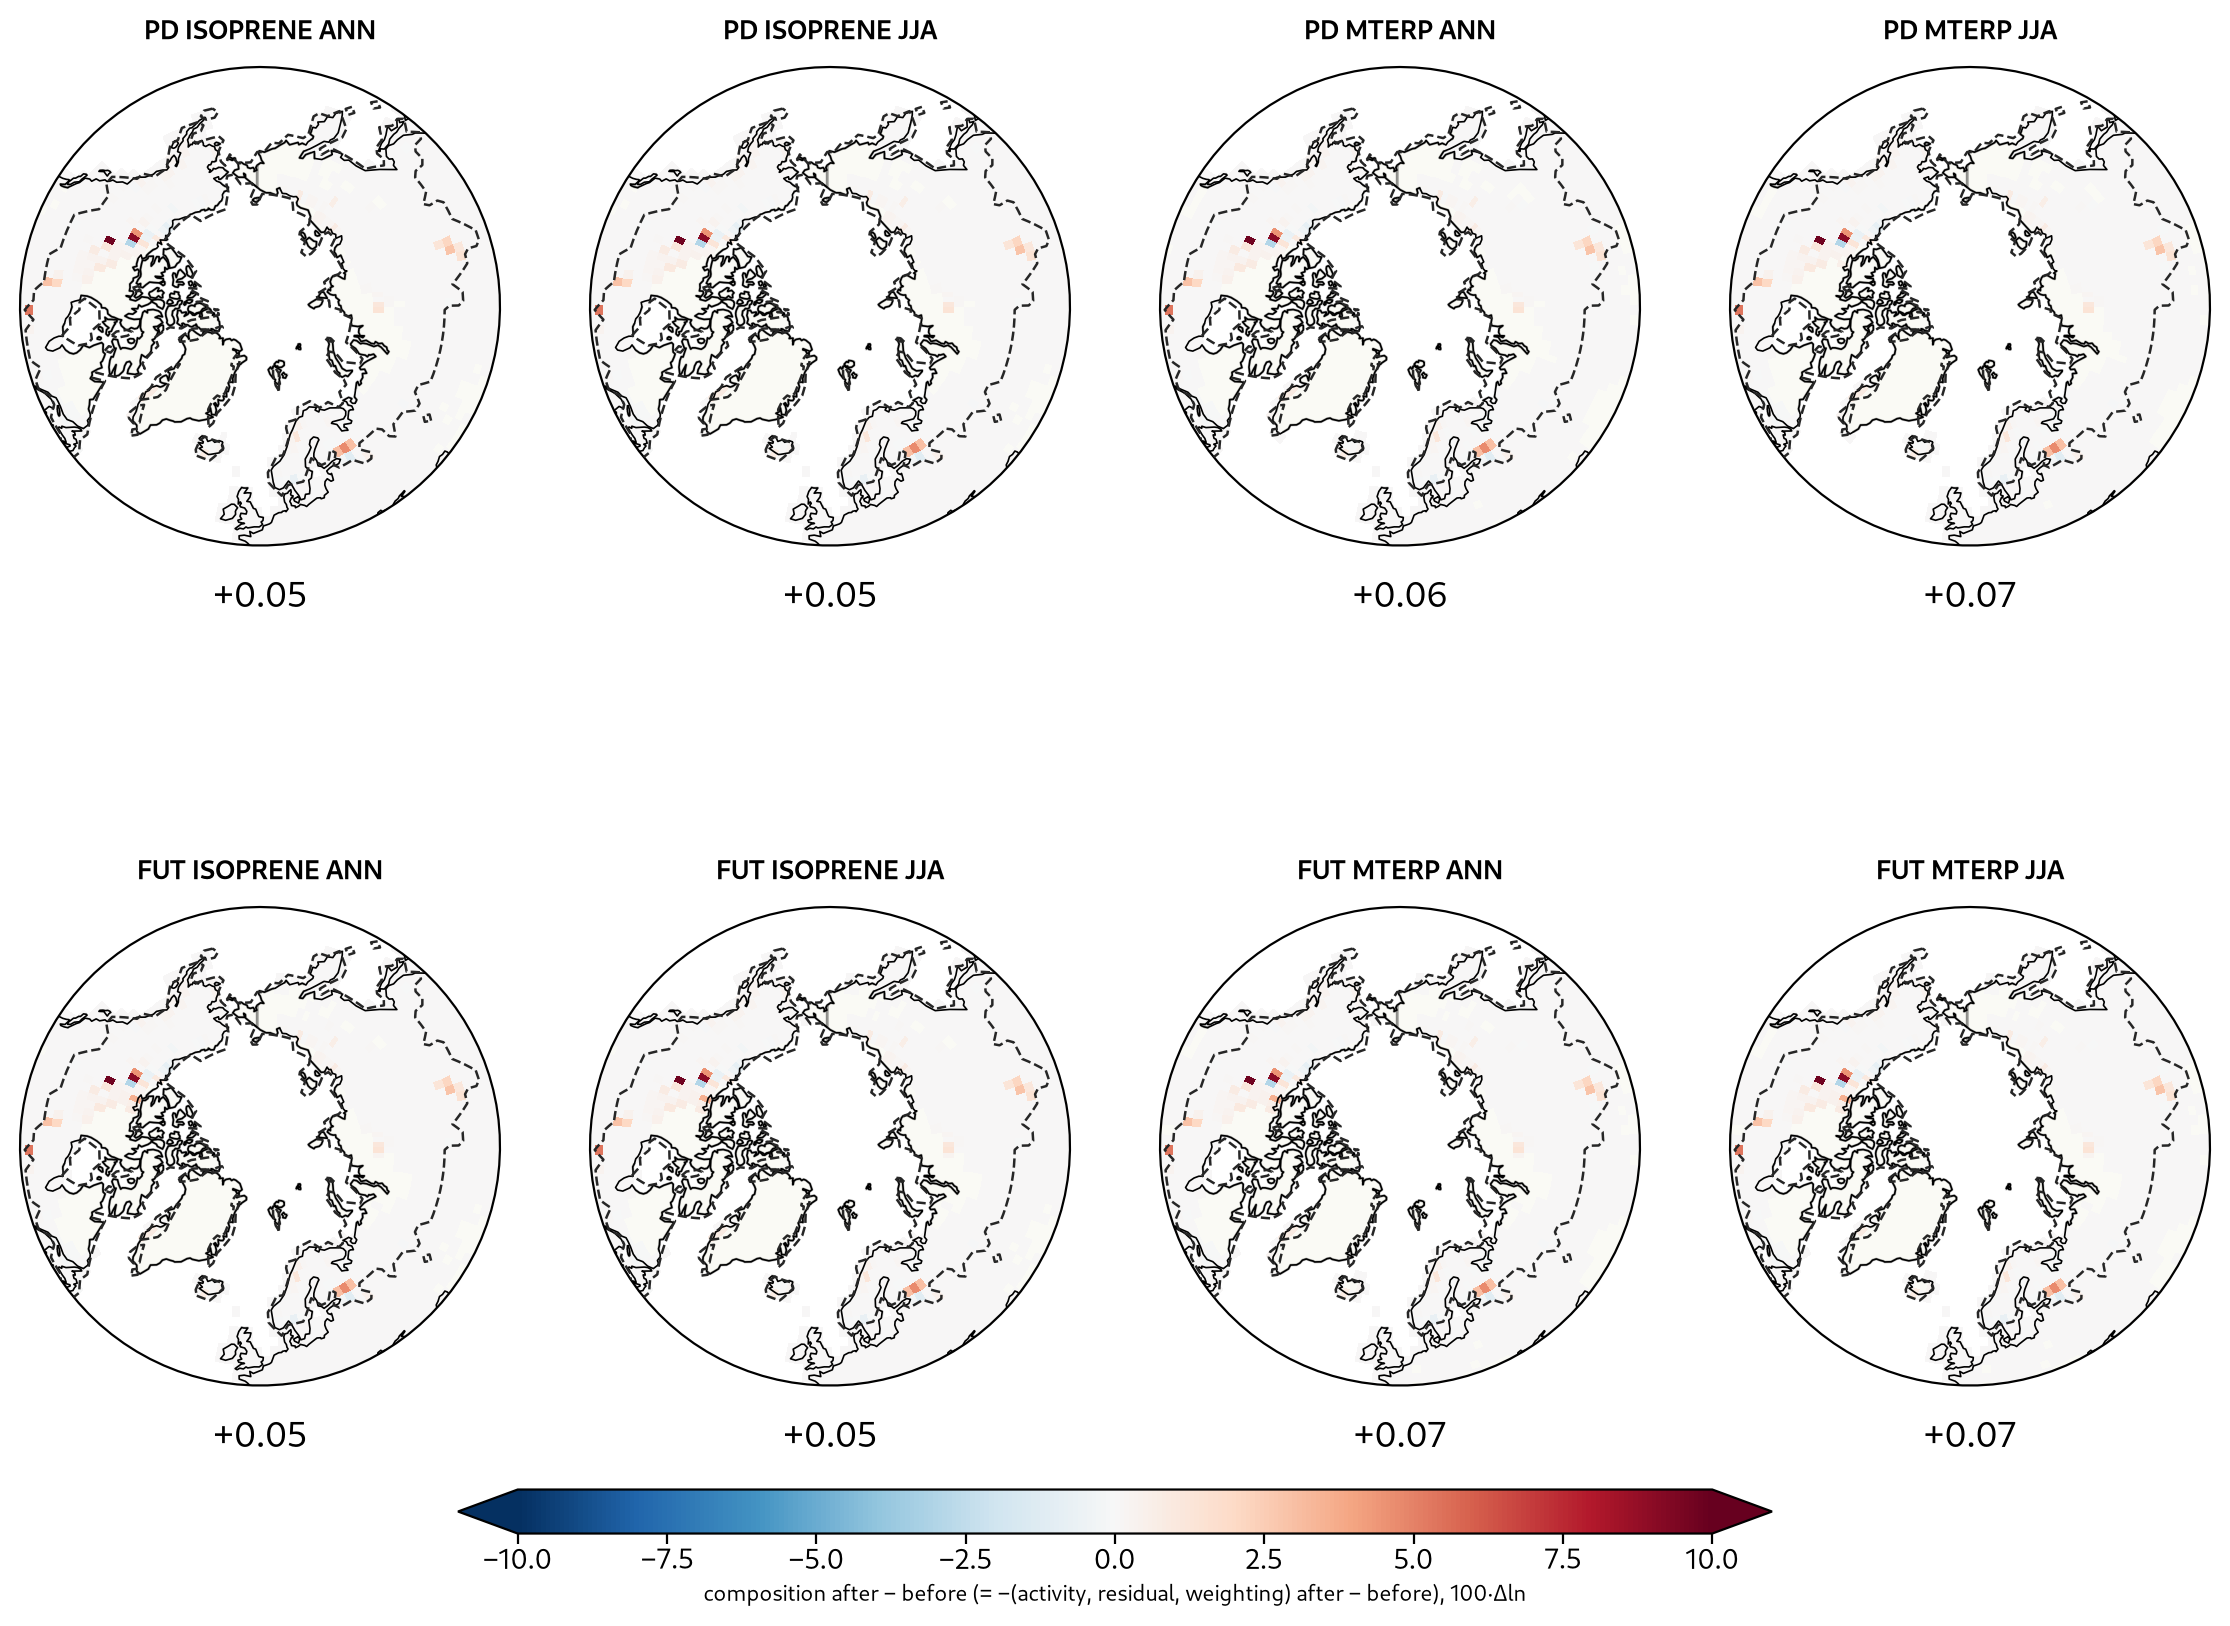 PD ISOPRENE ANN
PD ISOPRENE JJA
PD MTERP ANN
PD MTERP JJA
+0.05
+0.05
+0.06
+0.07
FUT ISOPRENE ANN
FUT ISOPRENE JJA
FUT MTERP ANN
FUT MTERP JJA
+0.05
+0.05
+0.07
+0.07
−10.0
−7.5
−5.0
−2.5
0.0
2.5
5.0
7.5
10.0
composition after − before (= −(activity, residual, weighting) after − before), 100·Δln